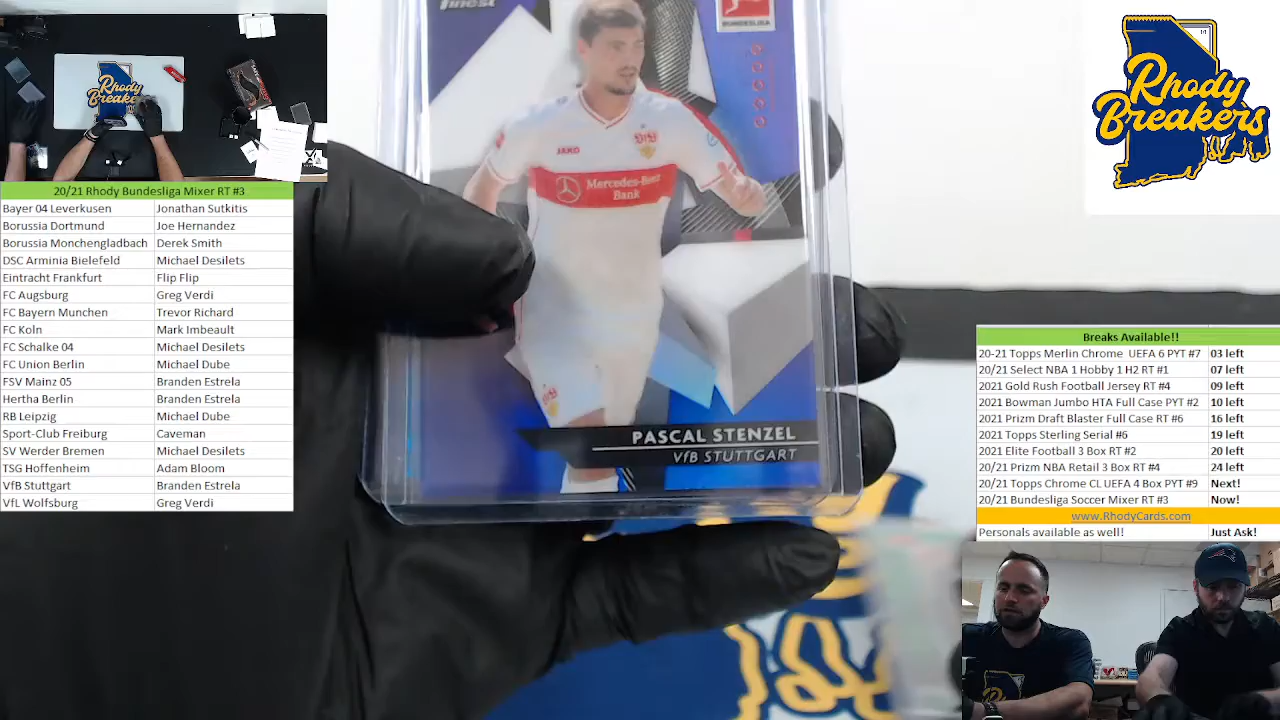 Rhody
Breakers
20/21 Rhody Bundesliga Mixer RT #3
Bayer 04 Leverkusen Jonathan Sutkitis
Borussia Dortmund Joe Hernandez
Borussia Monchengladbach Derek Smith
DSC Arminia Bielefeld Michael Desilets
Eintracht Frankfurt Flip Flip
FC Augsburg Greg Verdi
FC Bayern Munchen Trevor Richard
FC Koln Mark Imbeault
FC Schalke 04 Michael Desilets
FC Union Berlin Michael Dube
FSV Mainz 05 Branden Estrela
Hertha Berlin Branden Estrela
RB Leipzig Michael Dube
Sport-Club Freiburg Caveman
SV Werder Bremen Michael Desilets
TSG Hoffenheim Adam Bloom
VfB Stuttgart Branden Estrela
VfL Wolfsburg Greg Verdi
finest
BUNDESLIGA
JAKO
VfB
Mercedes-Benz
Bank
PASCAL STENZEL
VfB STUTTGART
Rhody
Breakers
Breaks Available!!
20-21 Topps Merlin Chrome UEFA 6 PYT #7 03 left
20/21 Select NBA 1 Hobby 1 H2 RT #1 07 left
2021 Gold Rush Football Jersey RT #4 09 left
2021 Bowman Jumbo HTA Full Case PYT #2 10 left
2021 Prizm Draft Blaster Full Case RT #6 16 left
2021 Topps Sterling Serial #6 19 left
2021 Elite Football 3 Box RT #2 20 left
20/21 Prizm NBA Retail 3 Box RT #4 24 left
20/21 Topps Chrome CL UEFA 4 Box PYT #9 Next!
20/21 Bundesliga Soccer Mixer RT #3 Now!
www.RhodyCards.com
Personals available as well! Just Ask!